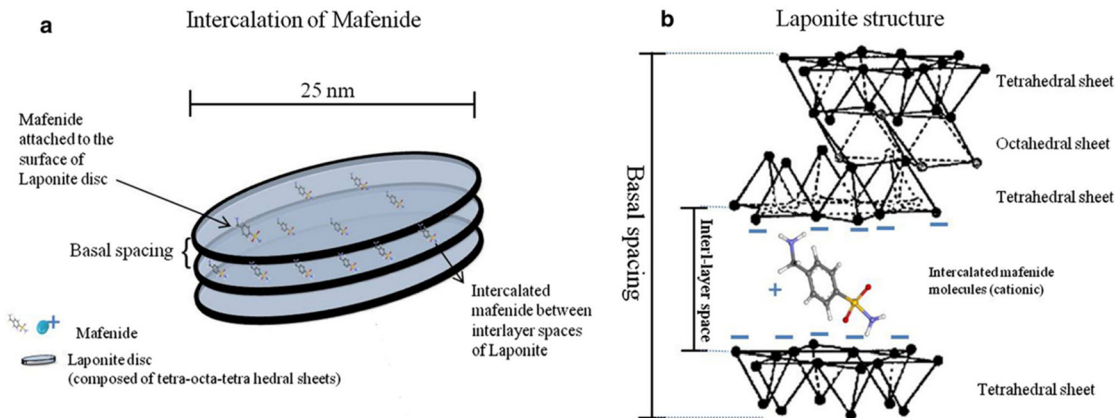 a
Intercalation of Mafenide
25 nm
Mafenide
attached to the
surface of
Laponite disc
Basal spacing
Intercalated
mafenide between
interlayer spaces
of Laponite
+
Mafenide
Laponite disc
(composed of tetra-octa-tetra hedral sheets)
b
Laponite structure
Basal spacing
Tetrahedral sheet
Octahedral sheet
Tetrahedral sheet
Interl-layer space
+
Intercalated mafenide
molecules (cationic)
Tetrahedral sheet